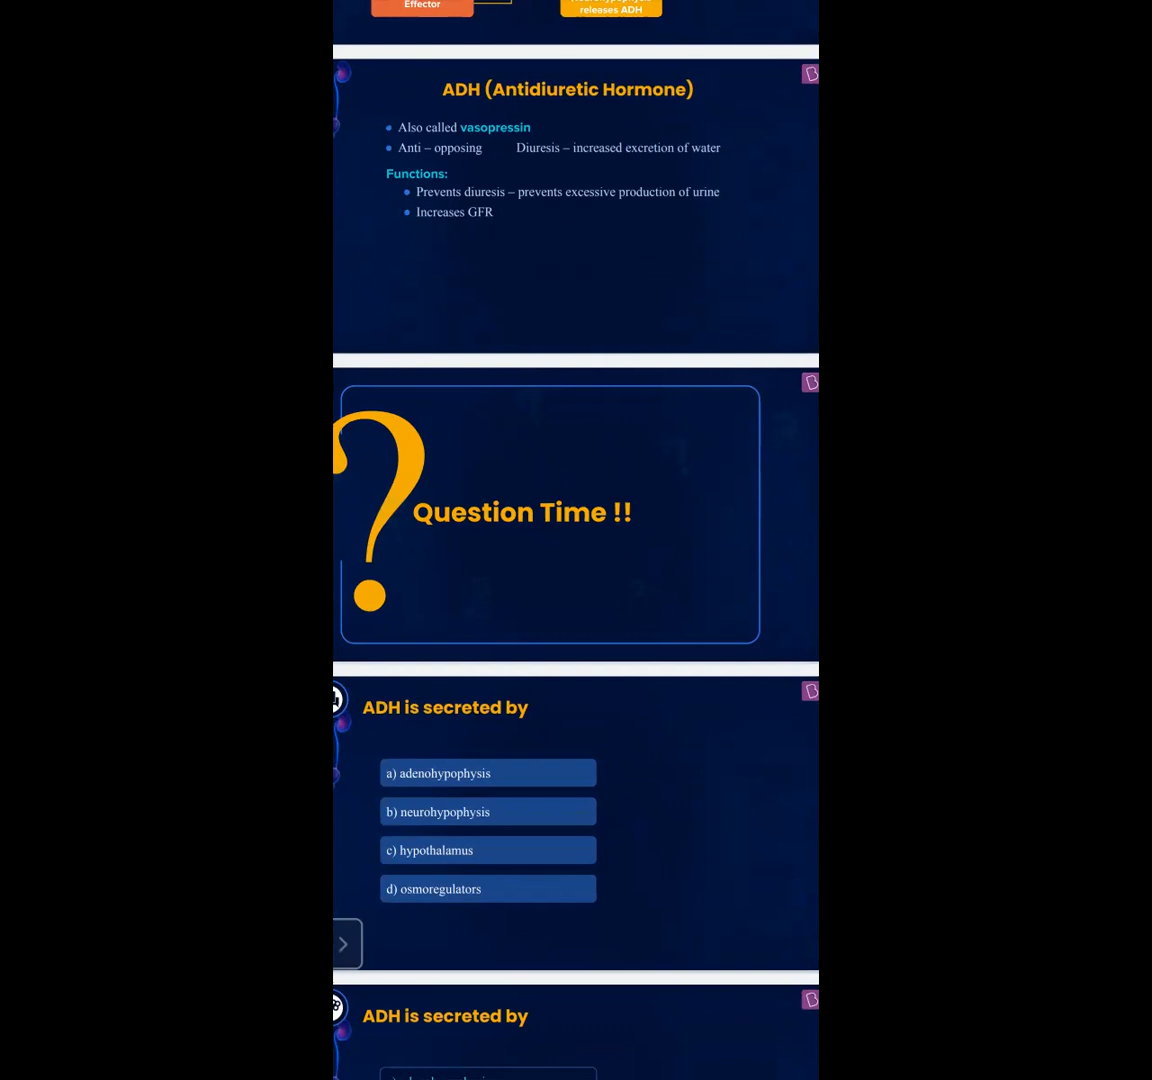 Effector
releases ADH
ADH (Antidiuretic Hormone)
Also called vasopressin
Anti – opposing Diuresis – increased excretion of water
Functions:
Prevents diuresis – prevents excessive production of urine
Increases GFR
?
Question Time !!
ADH is secreted by
a) adenohypophysis
b) neurohypophysis
c) hypothalamus
d) osmoregulators
ADH is secreted by